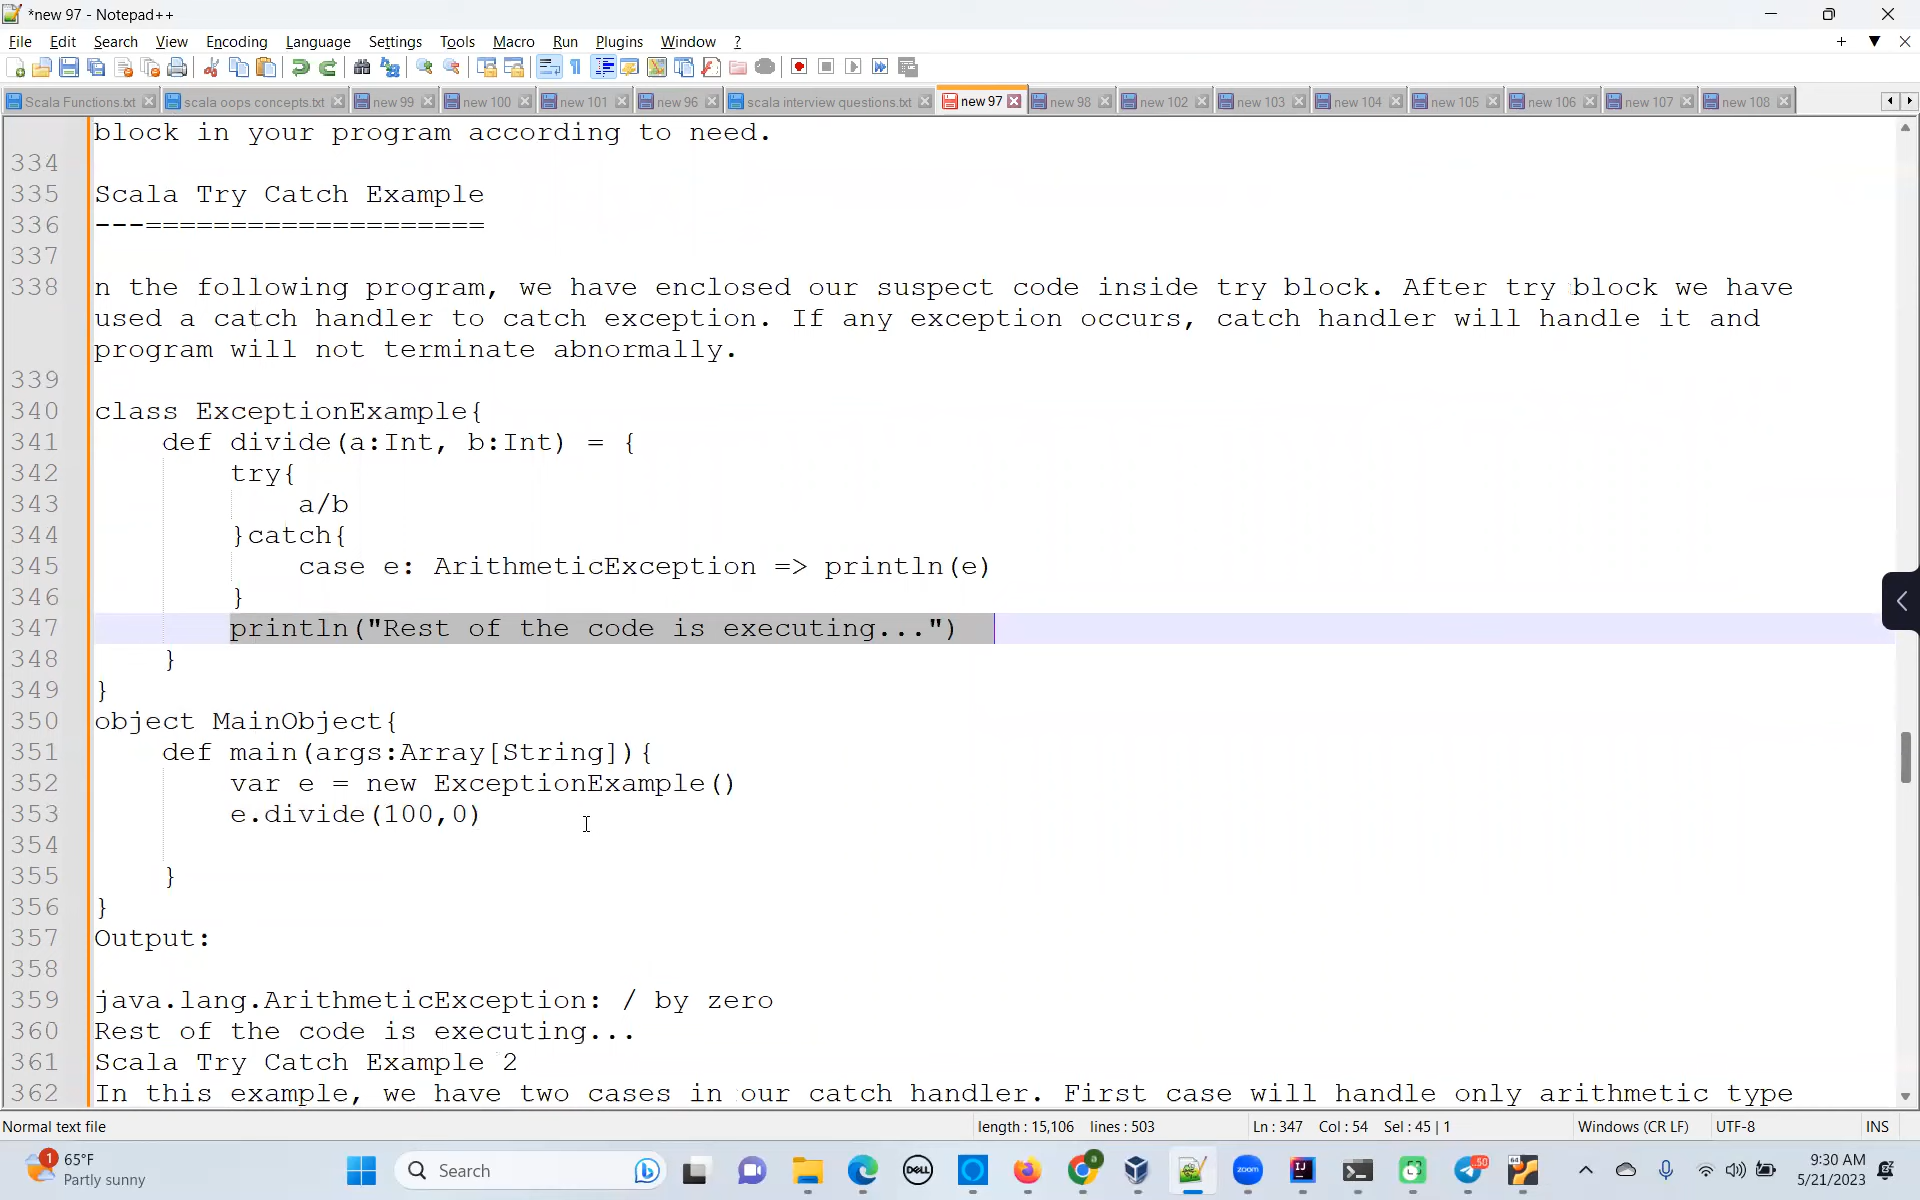 *new 97 - Notepad++
File Edit Search View Encoding Language Settings Tools Macro Run Plugins Window ?
Scala Functions.txt scala oops concepts.txt new 99 new 100 new 101 new 96 scala interview questions.txt new 97 new 98 new 102 new 103 new 104 new 105 new 106 new 107 new 108
block in your program according to need.
334
335 Scala Try Catch Example
336 ---====================
337
338 n the following program, we have enclosed our suspect code inside try block. After try block we have
used a catch handler to catch exception. If any exception occurs, catch handler will handle it and
program will not terminate abnormally.
339
340 class ExceptionExample{
341 def divide(a:Int, b:Int) = {
342 try{
343 a/b
344 }catch{
345 case e: ArithmeticException => println(e)
346 }
347 println("Rest of the code is executing...")
348 }
349 }
350 object MainObject{
351 def main(args:Array[String]){
352 var e = new ExceptionExample()
353 e.divide(100,0)
354
355 }
356 }
357 Output:
358
359 java.lang.ArithmeticException: / by zero
360 Rest of the code is executing...
361 Scala Try Catch Example 2
362 In this example, we have two cases in our catch handler. First case will handle only arithmetic type
Normal text file length : 15,106 lines : 503 Ln : 347 Col : 54 Sel : 45 | 1 Windows (CR LF) UTF-8 INS
1 65°F Search DELL zoom IJ 50 64 9:30 AM
Partly sunny 5/21/2023